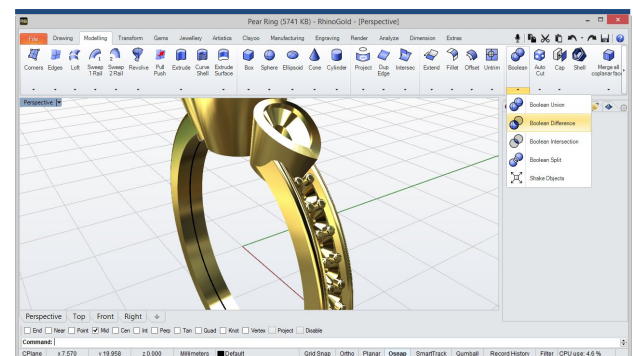 Pear Ring (5741 KB) - RhinoGold - [Perspective]
File Drawing Modelling Transform Gems Jewellery Artistics Clayoo Manufacturing Engraving Render Analyze Dimension Extras
Corners Edges Loft Sweep 1 Rail Sweep 2 Rail Revolve Pull Push Extrude Curve Shell Extrude Surface Box Sphere Ellipsoid Cone Cylinder Project Dup Edge Intersec Extend Fillet Offset Untrim Boolean Auto Cut Cap Shell Merge all coplanar fac
Perspective
Boolean Union
Boolean Difference
Boolean Intersection
Boolean Split
Shake Objects
Perspective Top Front Right
End Near Point Mid Cen Int Perp Tan Quad Knot Vertex Project Disable
Command:
CPlane x 7.570 y 19.958 z 0.000 Millimeters Default Grid Snap Ortho Planar Osnap SmartTrack Gumball Record History Filter CPU use: 4.6 %